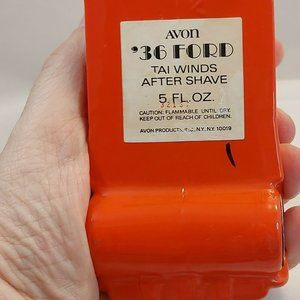 AVON
'36 FORD
TAI WINDS
AFTER SHAVE
5 FL. OZ.
CAUTION: FLAMMABLE UNTIL DRY.
KEEP OUT OF REACH OF CHILDREN.
AVON PRODUCTS, INC., N.Y., N.Y. 10019